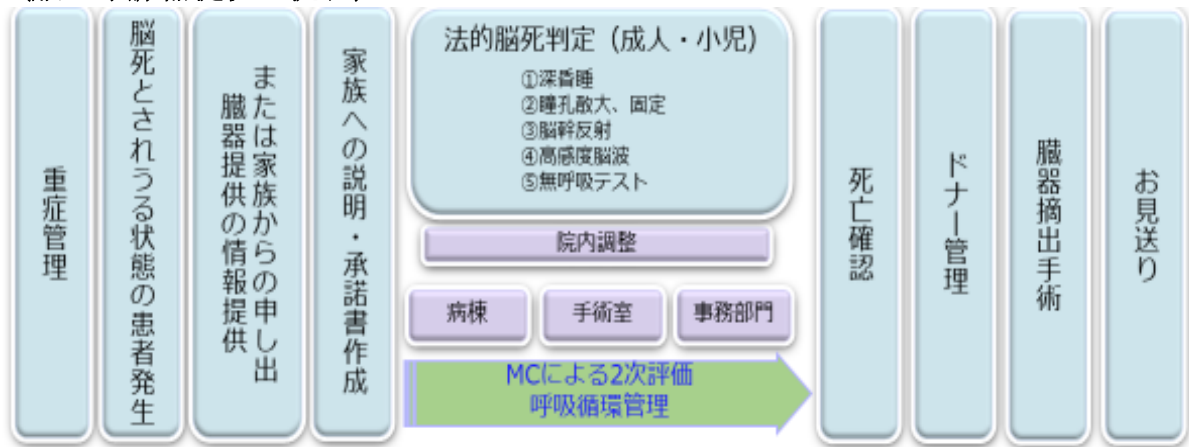 重症管理
脳死とされうる状態の患者発生
臓器提供の情報提供
または家族からの申し出
家族への説明・承諾書作成
法的脳死判定（成人・小児）
①深昏睡
②瞳孔散大、固定
③脳幹反射
④高感度脳波
⑤無呼吸テスト
院内調整
病棟
手術室
事務部門
MCによる2次評価
呼吸循環管理
死亡確認
ドナー管理
臓器摘出手術
お見送り